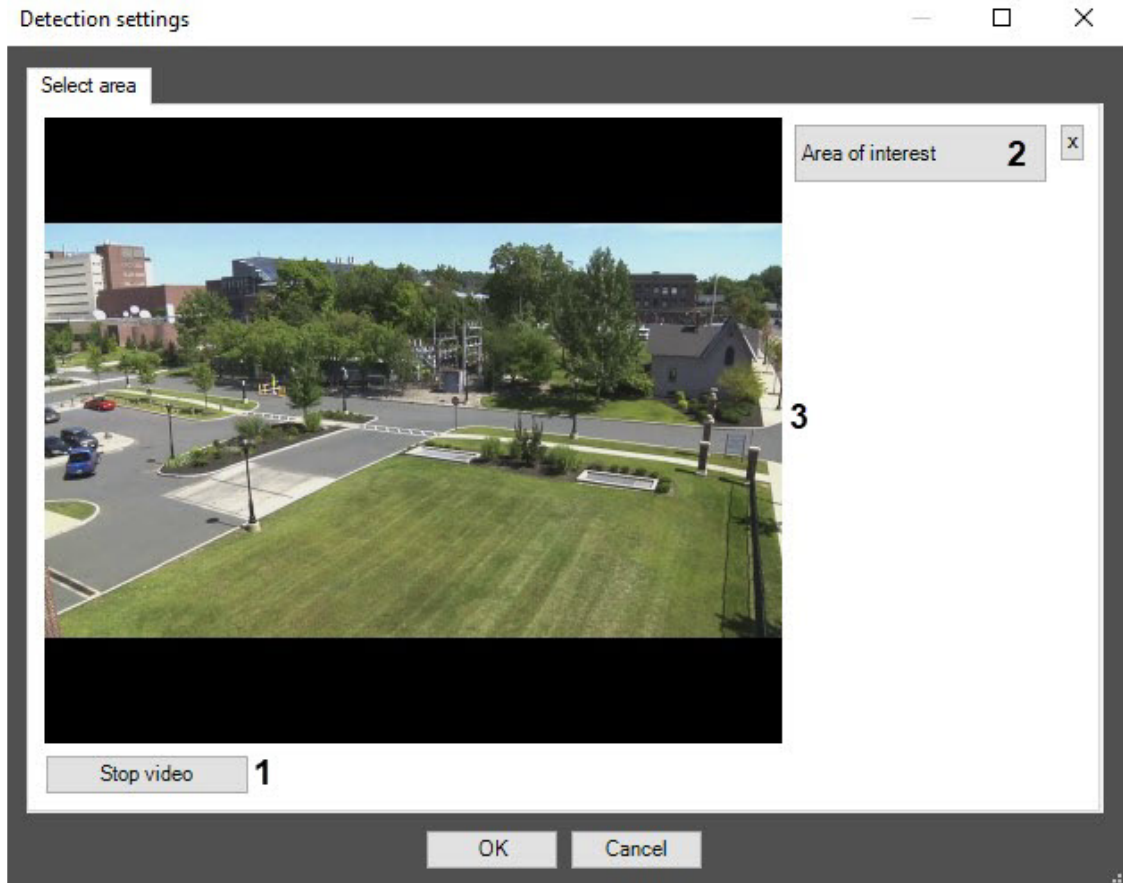 Detection settings
Select area
Area of interest 2 x
3
Stop video 1
OK Cancel